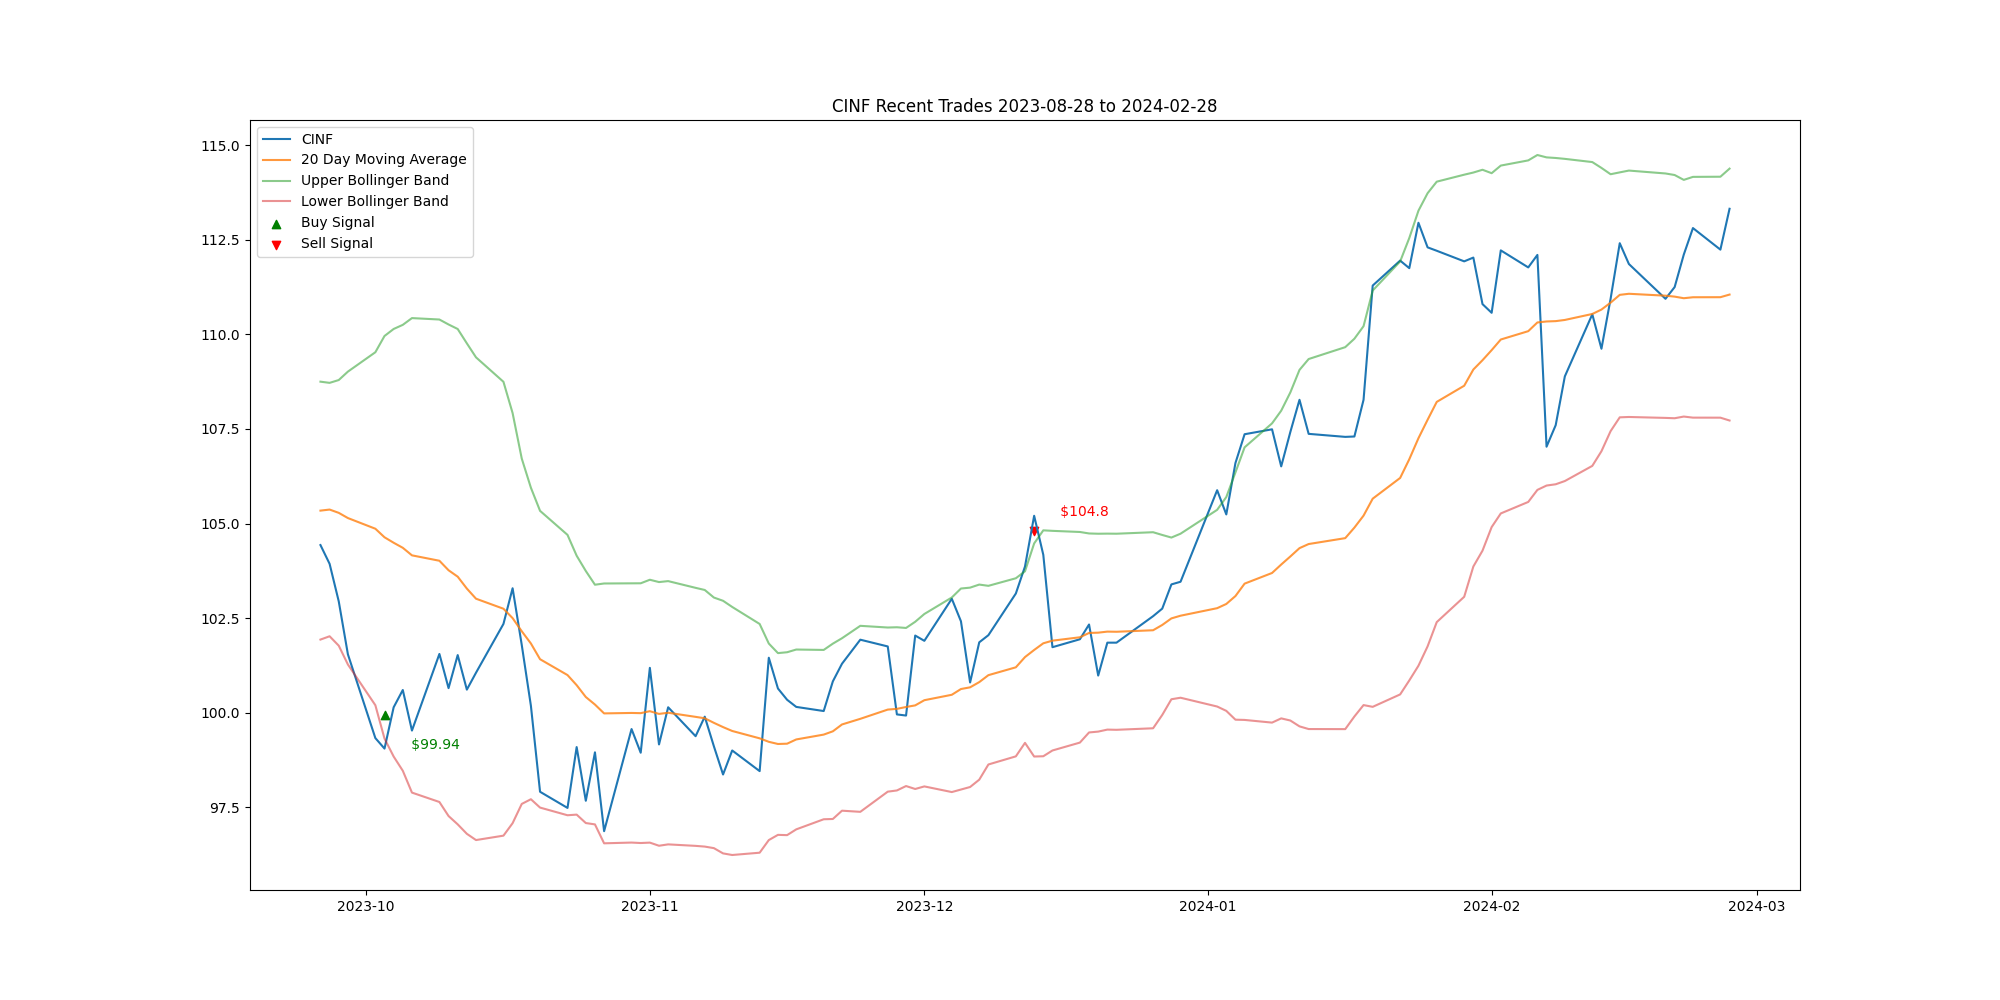 CINF Recent Trades 2023-08-28 to 2024-02-28
CINF
20 Day Moving Average
Upper Bollinger Band
Lower Bollinger Band
Buy Signal
Sell Signal
115.0
112.5
110.0
107.5
105.0
102.5
100.0
97.5
$104.8
$99.94
2023-10
2023-11
2023-12
2024-01
2024-02
2024-03